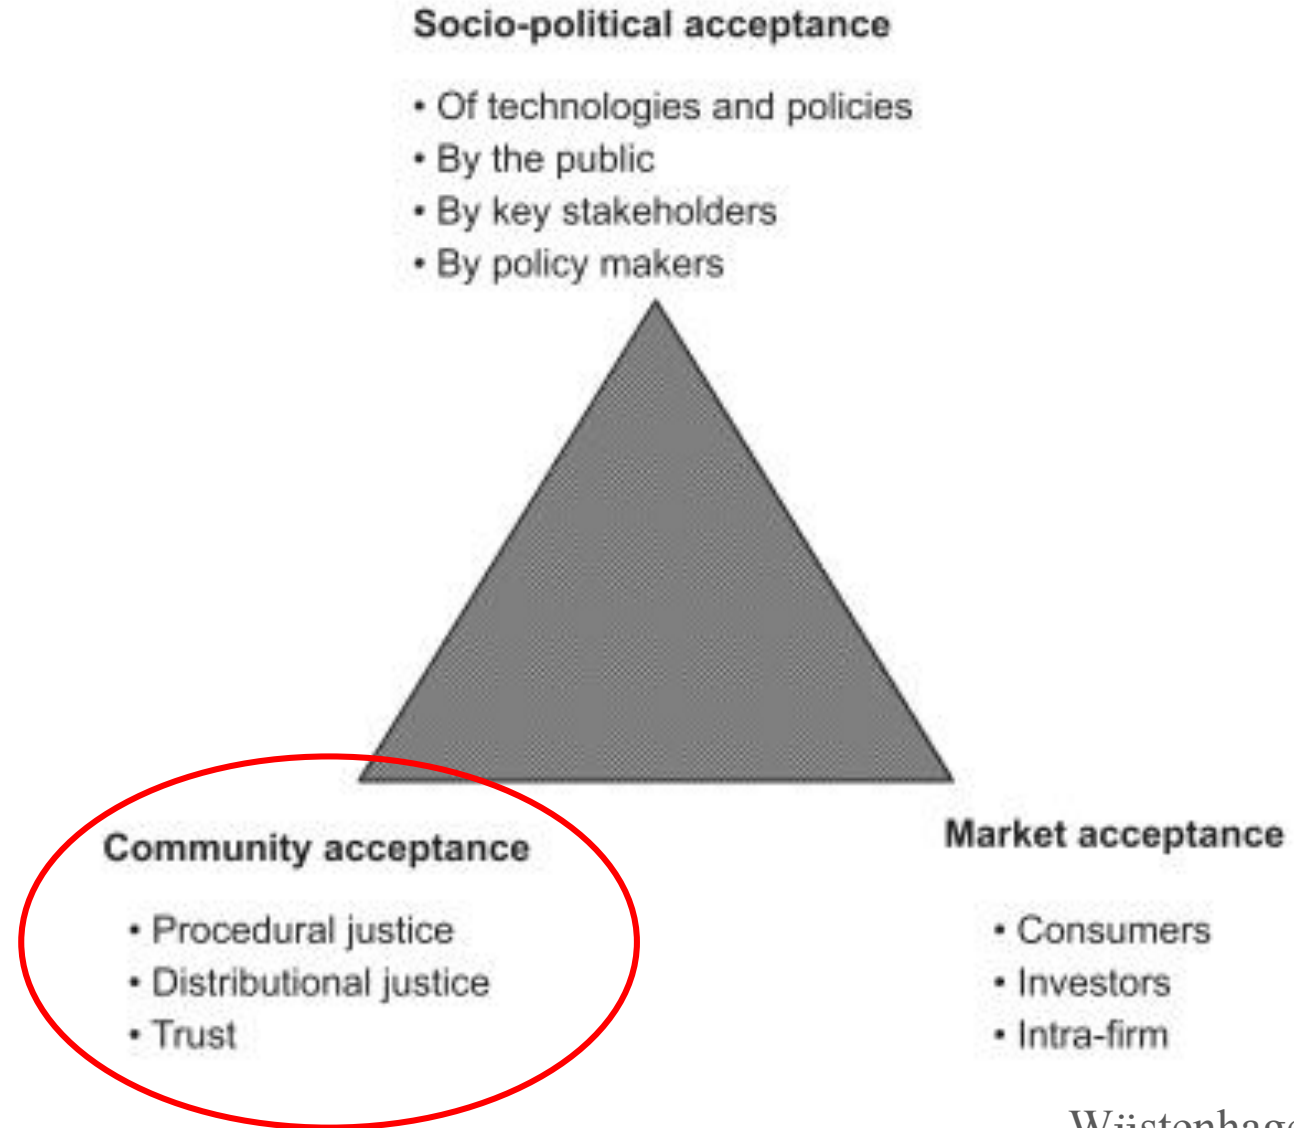 Socio-political acceptance
• Of technologies and policies
• By the public
• By key stakeholders
• By policy makers
Community acceptance
• Procedural justice
• Distributional justice
• Trust
Market acceptance
• Consumers
• Investors
• Intra-firm